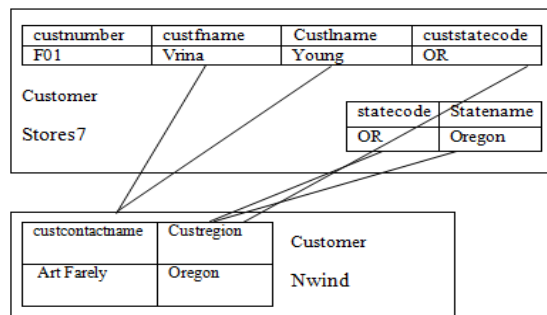 custnumber custfname Custlname custstatecode
F01 Vrina Young OR
Customer
statecode Statename
Stores7
OR Oregon
custcontactname Custregion
Customer
Art Farely Oregon
Nwind